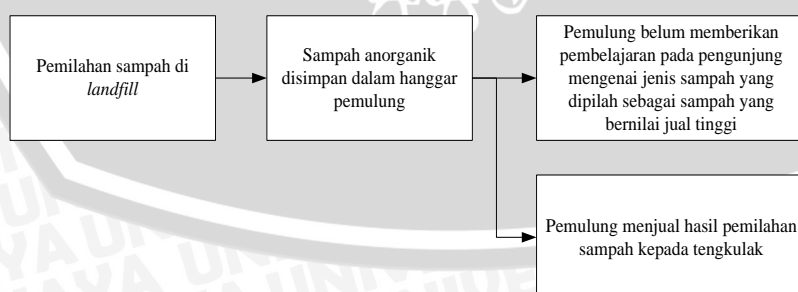 Pemilahan sampah di
landfill
Sampah anorganik
disimpan dalam hanggar
pemulung
Pemulung belum memberikan
pembelajaran pada pengunjung
mengenai jenis sampah yang
dipilah sebagai sampah yang
bernilai jual tinggi
Pemulung menjual hasil pemilahan
sampah kepada tengkulak